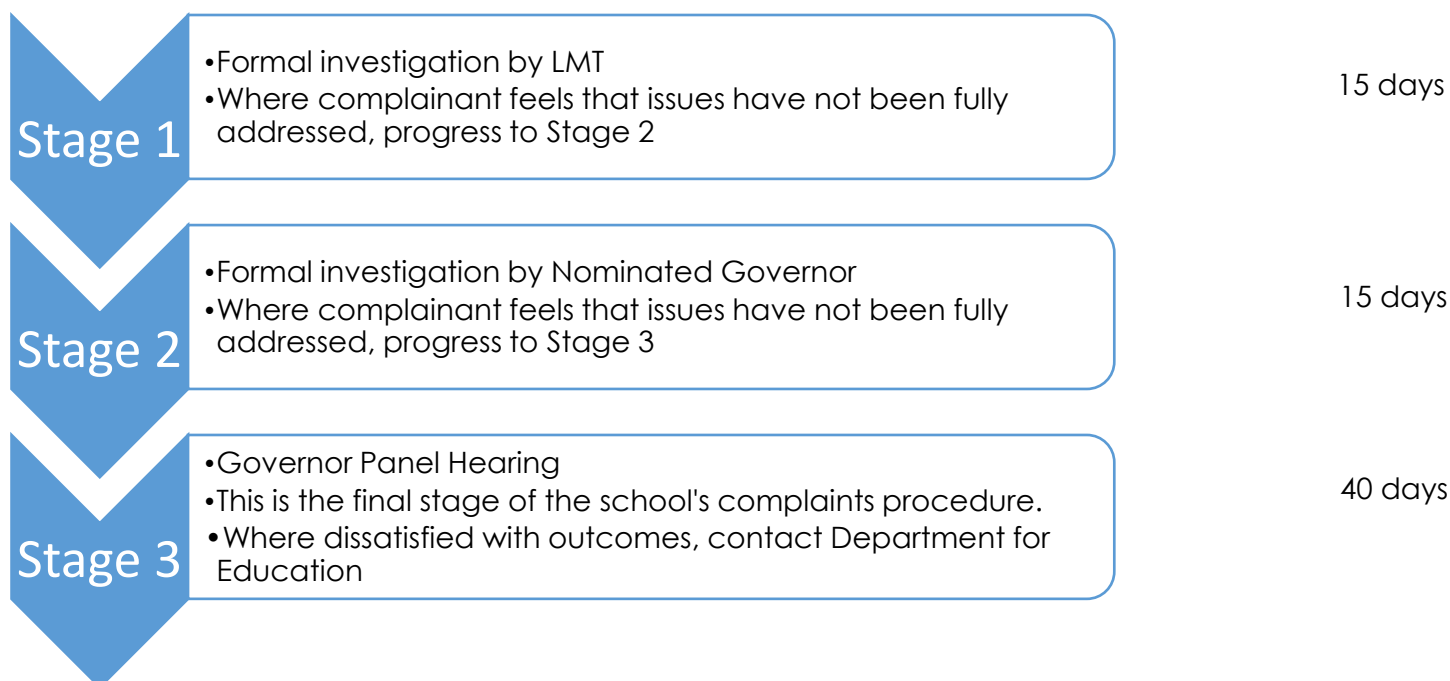 Stage 1
•Formal investigation by LMT
•Where complainant feels that issues have not been fully
addressed, progress to Stage 2
15 days
Stage 2
•Formal investigation by Nominated Governor
•Where complainant feels that issues have not been fully
addressed, progress to Stage 3
15 days
Stage 3
•Governor Panel Hearing
•This is the final stage of the school's complaints procedure.
•Where dissatisfied with outcomes, contact Department for
Education
40 days